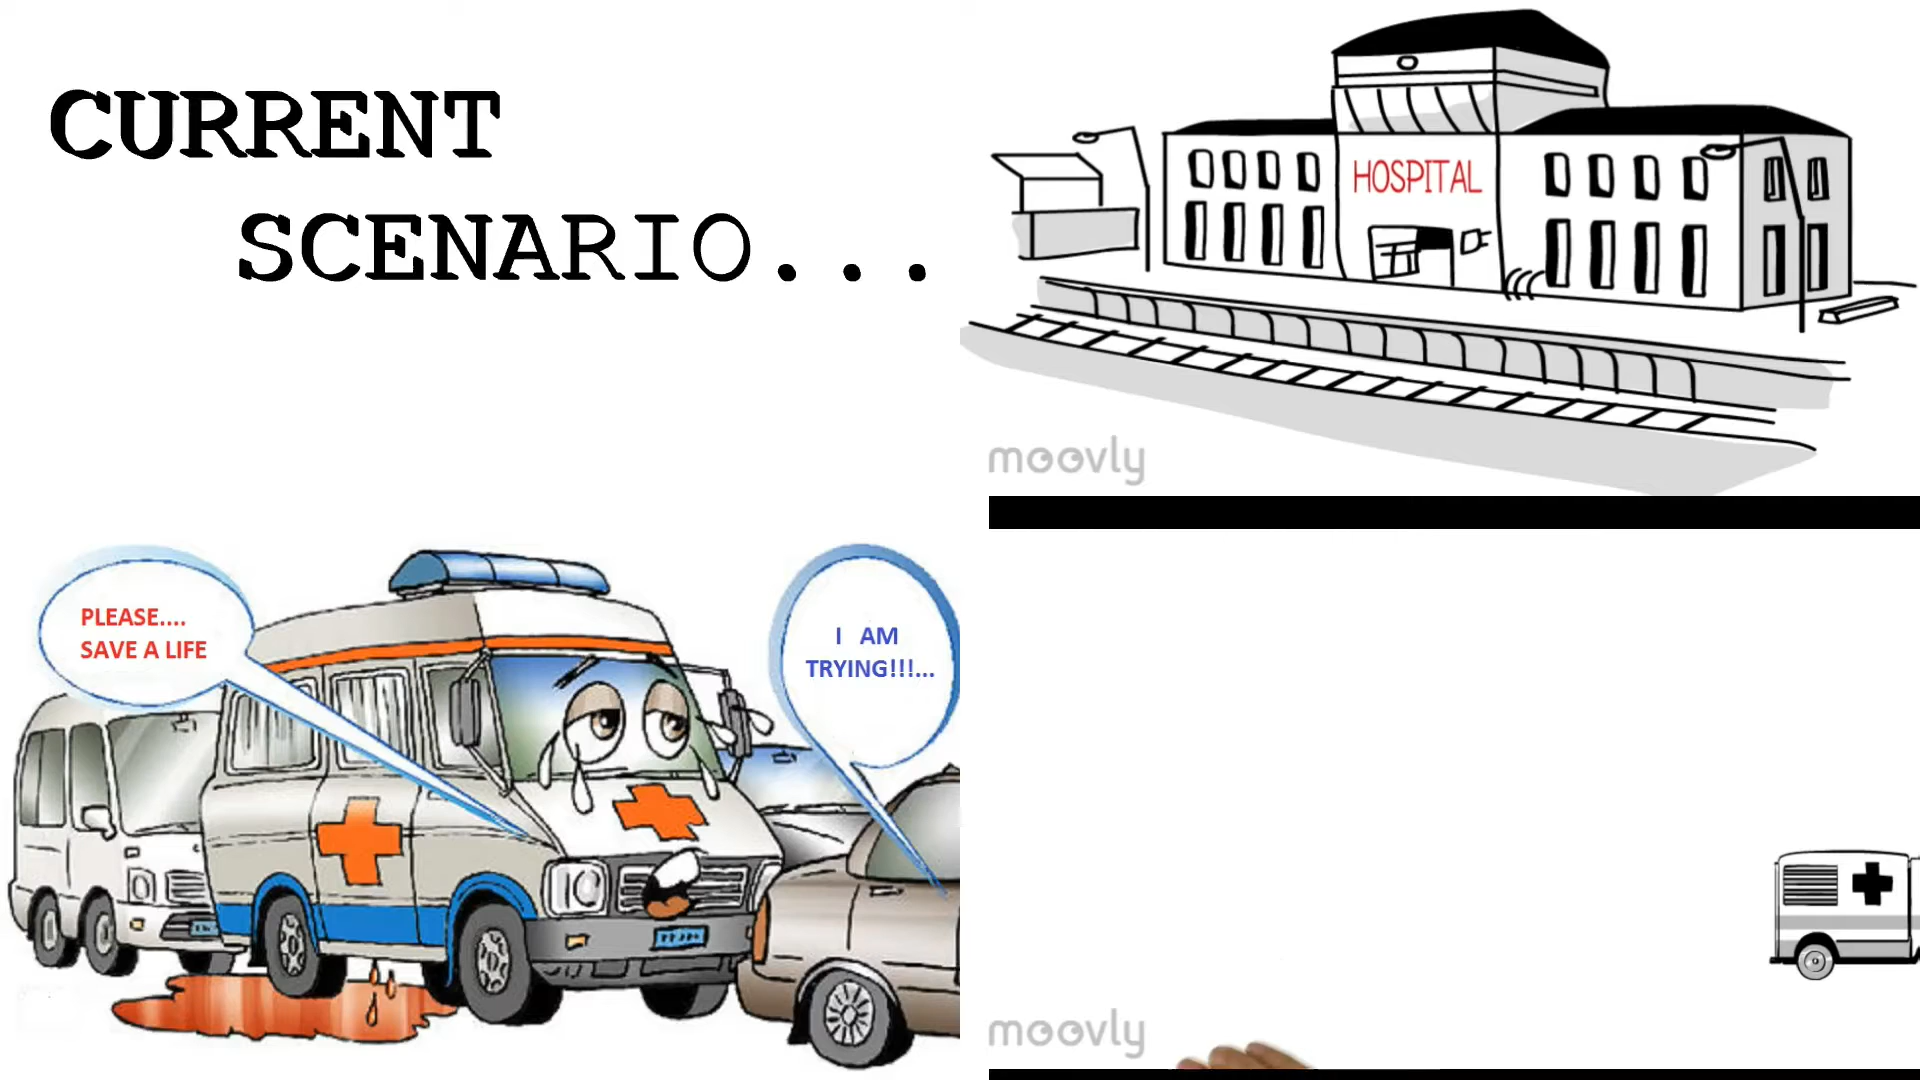 CURRENT
SCENARIO...
HOSPITAL
moovly
PLEASE....
SAVE A LIFE
I AM
TRYING!!!...
moovly